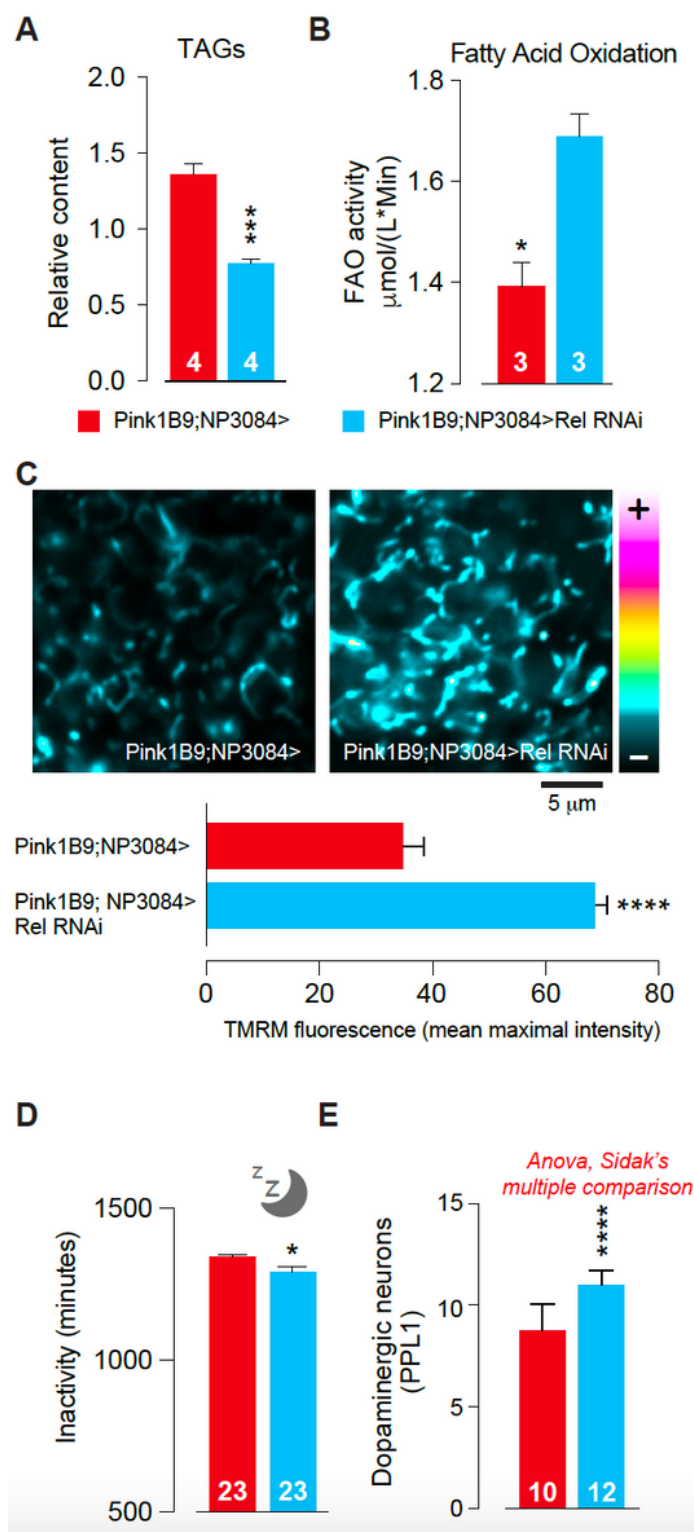 A
TAGs
2.0
1.5
1.0
0.5
0.0
Relative content
***
4
4
B
Fatty Acid Oxidation
1.8
1.6
1.4
1.2
FAO activity
µmol/(L*Min)
*
3
3
Pink1B9;NP3084>
Pink1B9;NP3084>Rel RNAi
C
Pink1B9;NP3084>
Pink1B9;NP3084>Rel RNAi
+
−
5 µm
Pink1B9;NP3084>
Pink1B9; NP3084>
Rel RNAi
****
0 20 40 60 80
TMRM fluorescence (mean maximal intensity)
D
z
Z
1500
1000
500
Inactivity (minutes)
*
23
23
E
Anova, Sidak's
multiple comparison
15
10
5
0
Dopaminergic neurons
(PPL1)
****
10
12